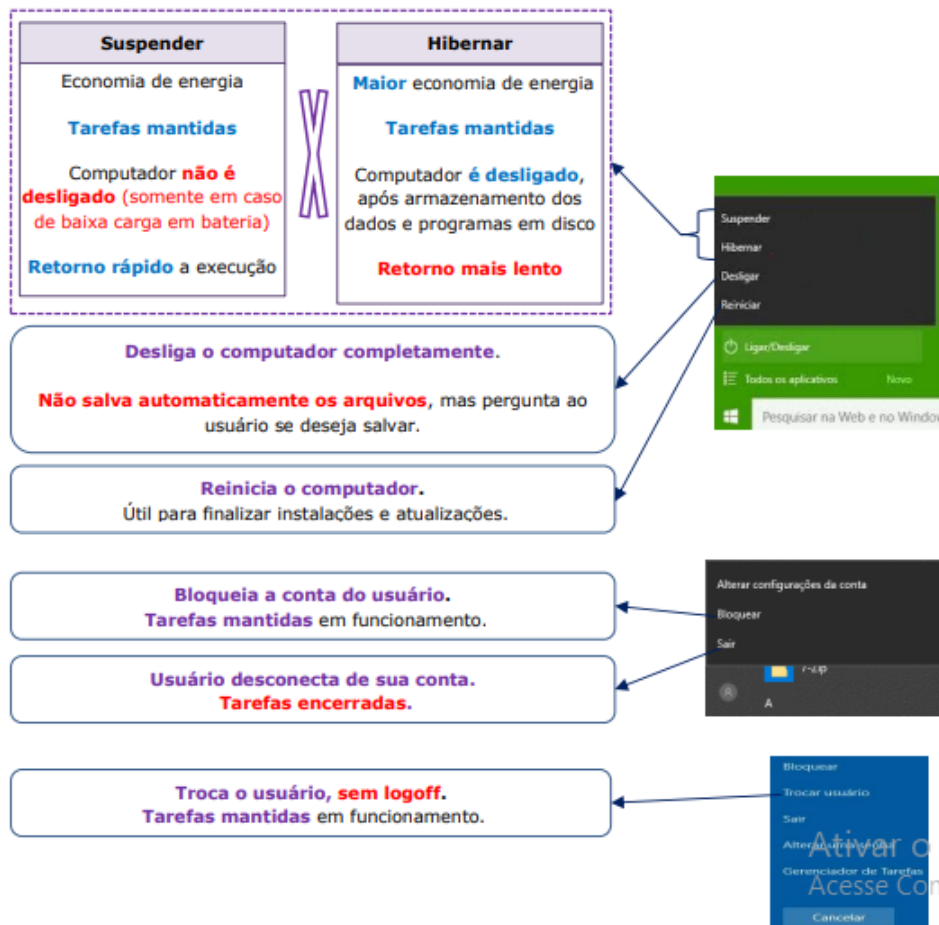 Suspender
Economia de energia
Tarefas mantidas
Computador não é
desligado (somente em caso
de baixa carga em bateria)
Retorno rápido a execução
X
Hibernar
Maior economia de energia
Tarefas mantidas
Computador é desligado,
após armazenamento dos
dados e programas em disco
Retorno mais lento
Suspender
Hibernar
Desligar
Reiniciar
Ligar/Desligar
Todos os aplicativos Novo
Pesquisar na Web e no Window
Desliga o computador completamente.
Não salva automaticamente os arquivos, mas pergunta ao
usuário se deseja salvar.
Reinicia o computador.
Útil para finalizar instalações e atualizações.
Bloqueia a conta do usuário.
Tarefas mantidas em funcionamento.
Usuário desconecta de sua conta.
Tarefas encerradas.
Alterar configurações da conta
Bloquear
Sair
7-Zip
A
Troca o usuário, sem logoff.
Tarefas mantidas em funcionamento.
Bloquear
Trocar usuário
Sair
Alterar uma senha
Gerenciador de Tarefas
Cancelar
Ativar o
Acesse Con